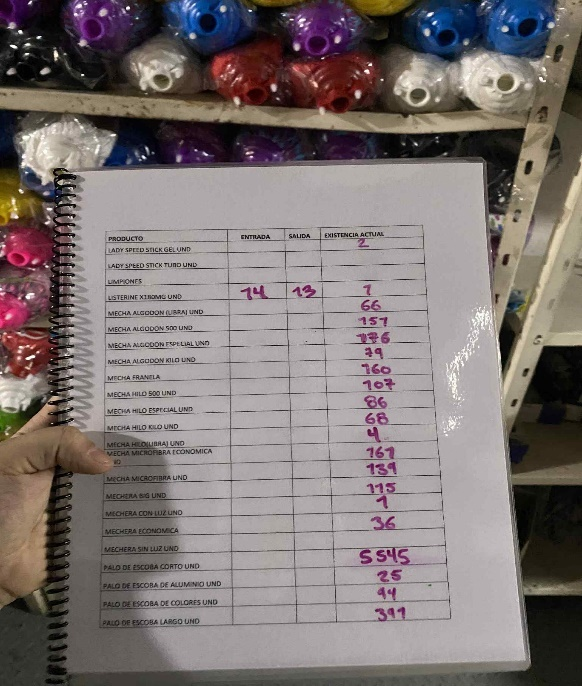 PRODUCTO ENTRADA SALIDA EXISTENCIA ACTUAL
LADY SPEED STICK GEL UND 2
LADY SPEED STICK TUBO UND
LIMPIONES
LISTERINE X180MG UND 14 13 1
MECHA ALGODON (LIBRA) UND 66
MECHA ALGODON 500 UND 151
MECHA ALGODON ESPECIAL UND 176
MECHA ALGODON KILO UND 79
MECHA FRANELA 160
MECHA HILO 500 UND 107
MECHA HILO ESPECIAL UND 86
MECHA HILO KILO UND 68
MECHA HILO(LIBRA) UND 4
MECHA MICROFIBRA ECONOMICA 161
MECHA MICROFIBRA UND 139
MECHERA BIG UND 115
MECHERA CON LUZ UND 1
MECHERA ECONOMICA 36
MECHERA SIN LUZ UND
PALO DE ESCOBA CORTO UND 5545
PALO DE ESCOBA DE ALUMINIO UND 25
PALO DE ESCOBA DE COLORES UND 94
PALO DE ESCOBA LARGO UND 391